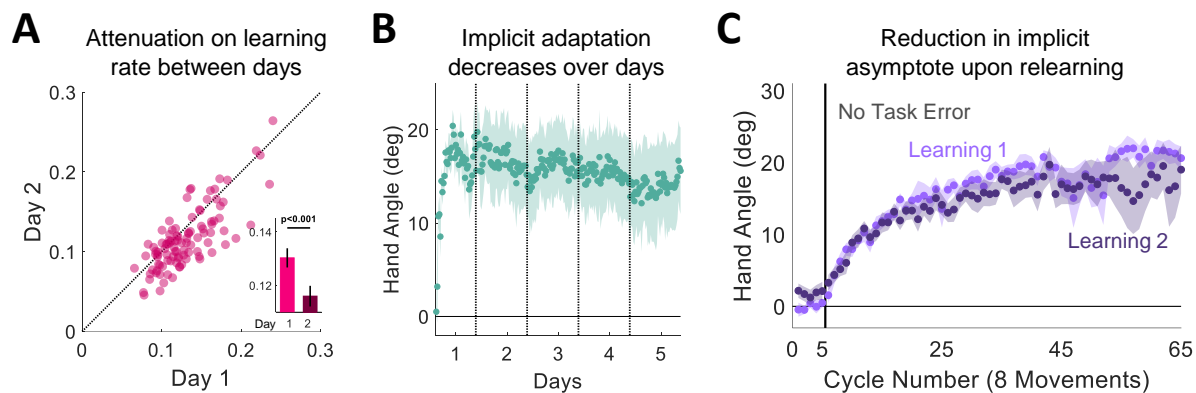 A
Attenuation on learning
rate between days
0.3
0.2
0.1
0
Day 2
0
0.1
0.2
0.3
Day 1
p<0.001
0.14
0.12
Day 1 2
B
Implicit adaptation
decreases over days
20
10
0
Hand Angle (deg)
1 2 3 4 5
Days
C
Reduction in implicit
asymptote upon relearning
30
20
10
0
Hand Angle (deg)
No Task Error
Learning 1
Learning 2
0 5 25 45 65
Cycle Number (8 Movements)